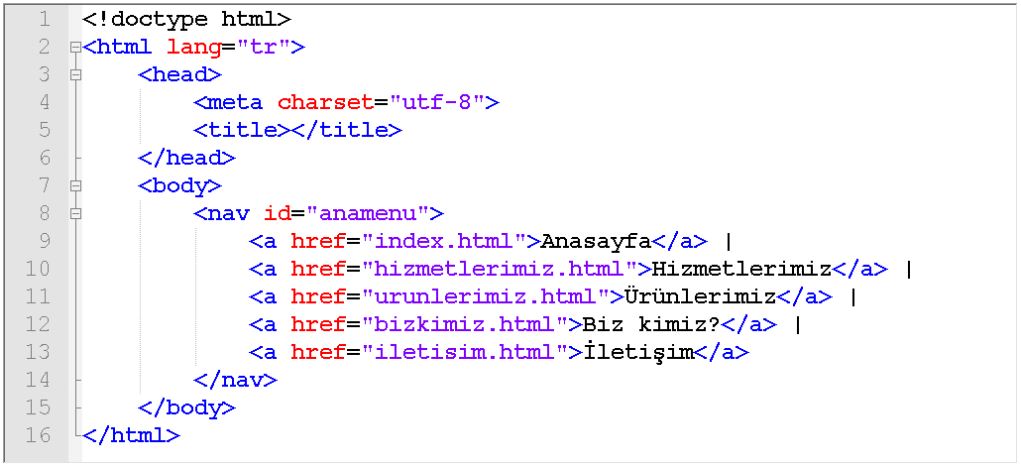 1 <!doctype html>
2 <html lang="tr">
3 <head>
4 <meta charset="utf-8">
5 <title></title>
6 </head>
7 <body>
8 <nav id="anamenu">
9 <a href="index.html">Anasayfa</a> |
10 <a href="hizmetlerimiz.html">Hizmetlerimiz</a> |
11 <a href="urunlerimiz.html">Ürünlerimiz</a> |
12 <a href="bizkimiz.html">Biz kimiz?</a> |
13 <a href="iletisim.html">İletişim</a>
14 </nav>
15 </body>
16 </html>